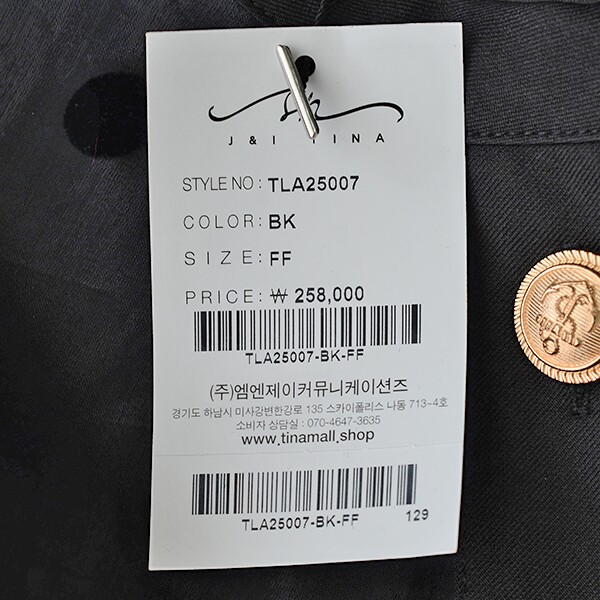 J & I TINA
STYLE NO : TLA25007
COLOR : BK
SIZE : FF
PRICE : ₩ 258,000
TLA25007-BK-FF
(주)엠엔제이커뮤니케이션즈
경기도 하남시 미사강변한강로 135 스카이폴리스 나동 713-4호
소비자 상담실 : 070-4647-3635
www.tinamall.shop
TLA25007-BK-FF 129